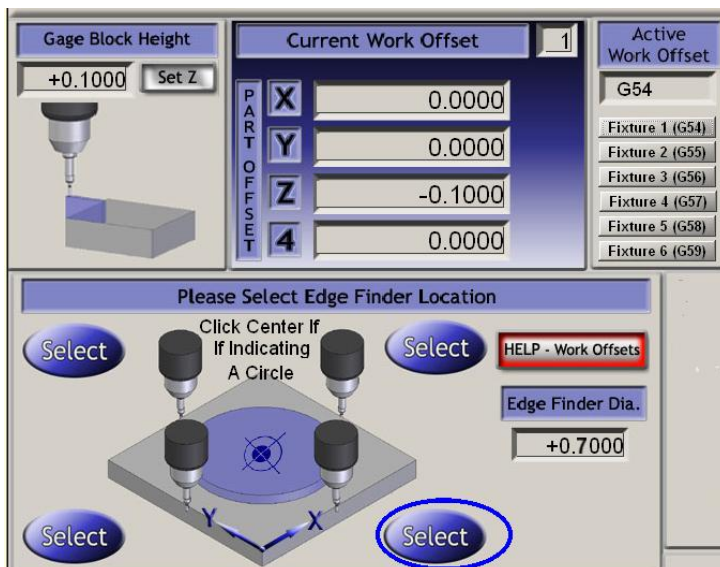 Gage Block Height
+0.1000
Set Z
Current Work Offset
1
PART OFFSET
X
0.0000
Y
0.0000
Z
-0.1000
4
0.0000
Active
Work Offset
G54
Fixture 1 (G54)
Fixture 2 (G55)
Fixture 3 (G56)
Fixture 4 (G57)
Fixture 5 (G58)
Fixture 6 (G59)
Please Select Edge Finder Location
Select
Click Center If
If Indicating
A Circle
Select
HELP - Work Offsets
Edge Finder Dia.
+0.7000
Select
Y
X
Select